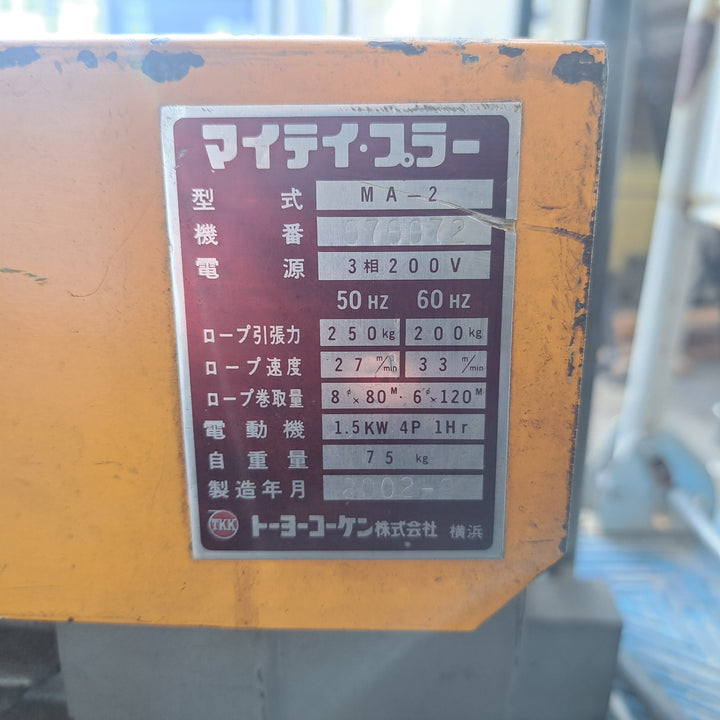 マイティ・プラー
型式 MA-2
機番
電源 3相200V
50HZ 60HZ
ロープ引張力 250kg 200kg
ロープ速度 27m/min 33m/min
ロープ巻取量 8φ×80M・6φ×120M
電動機 1.5KW 4P 1Hr
自重量 75kg
製造年月 2002-
TKK トーヨーコーケン株式会社 横浜